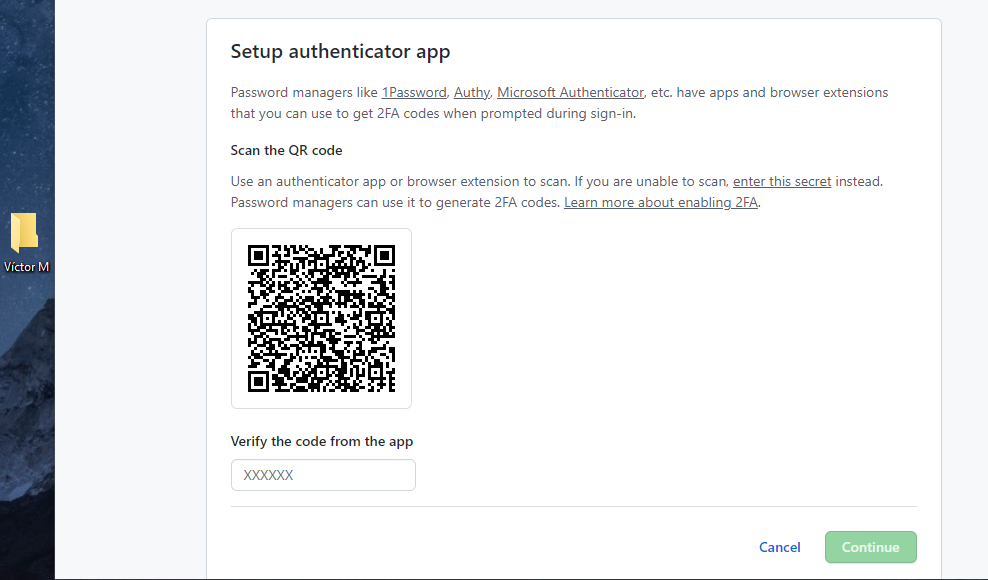 Setup authenticator app
Password managers like 1Password, Authy, Microsoft Authenticator, etc. have apps and browser extensions
that you can use to get 2FA codes when prompted during sign-in.
Scan the QR code
Use an authenticator app or browser extension to scan. If you are unable to scan, enter this secret instead.
Password managers can use it to generate 2FA codes. Learn more about enabling 2FA.
Víctor M
Verify the code from the app
XXXXXX
Cancel
Continue